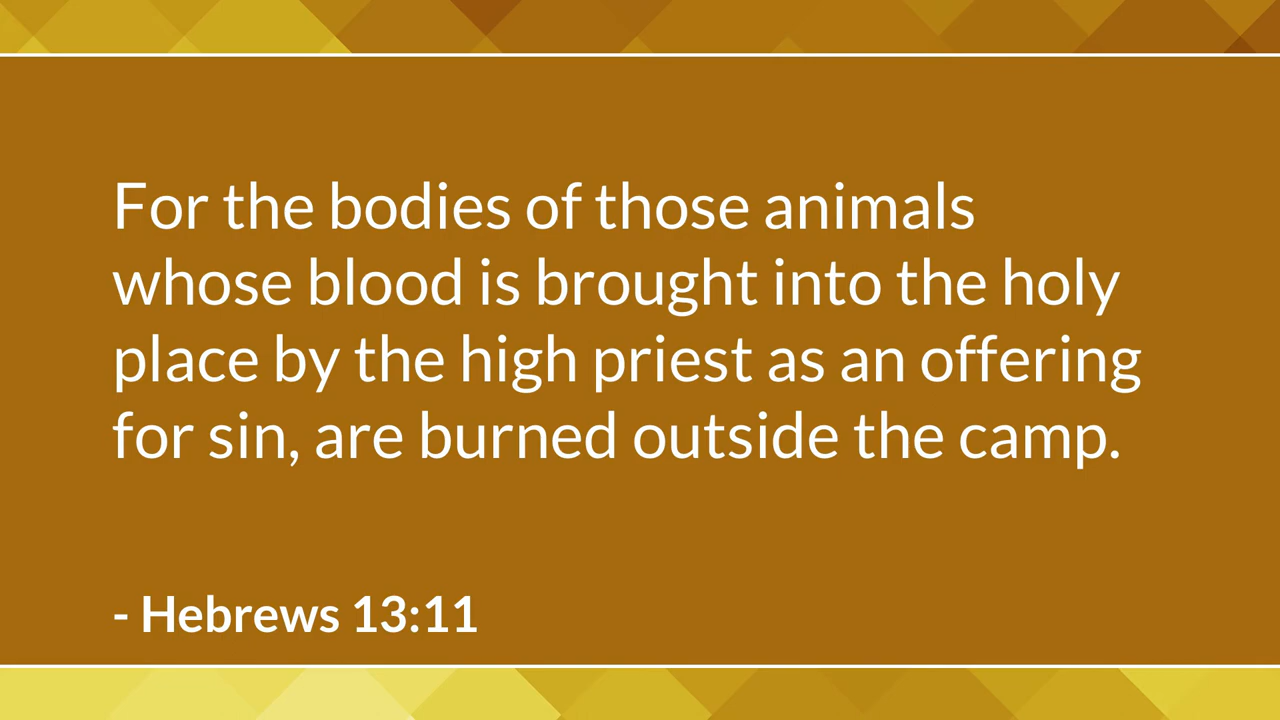 For the bodies of those animals
whose blood is brought into the holy
place by the high priest as an offering
for sin, are burned outside the camp.
- Hebrews 13:11